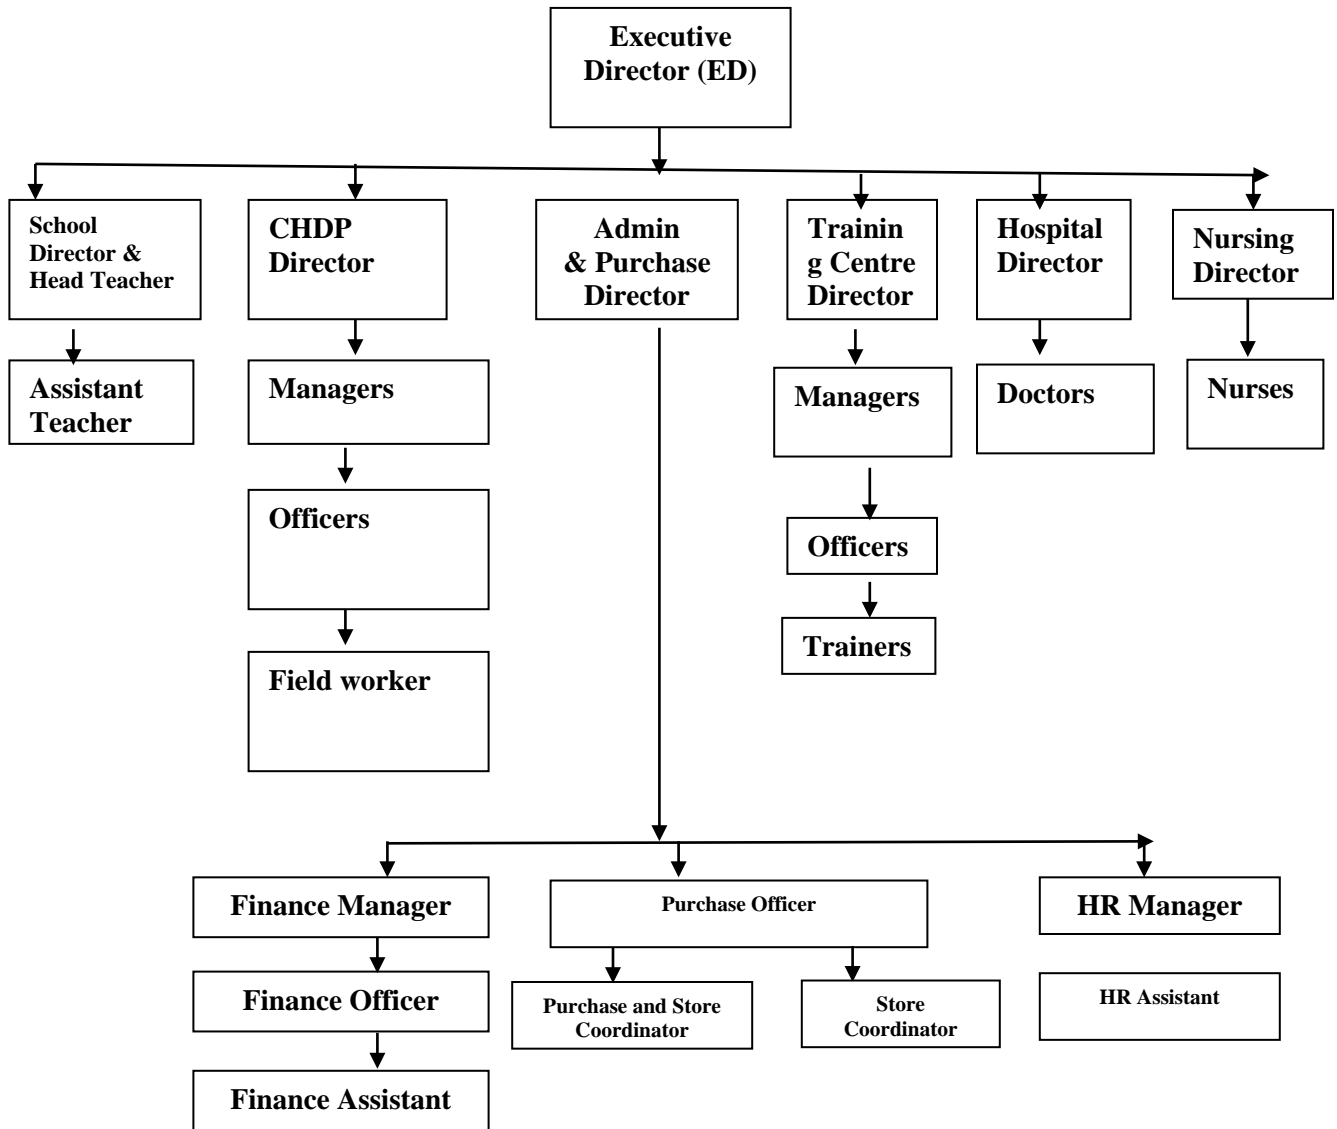 Executive
Director (ED)
School
Director &
Head Teacher
CHDP
Director
Admin
& Purchase
Director
Trainin
g Centre
Director
Hospital
Director
Nursing
Director
Assistant
Teacher
Managers
Managers
Doctors
Nurses
Officers
Officers
Trainers
Field worker
Finance Manager
Purchase Officer
HR Manager
Finance Officer
Purchase and Store
Coordinator
Store
Coordinator
HR Assistant
Finance Assistant